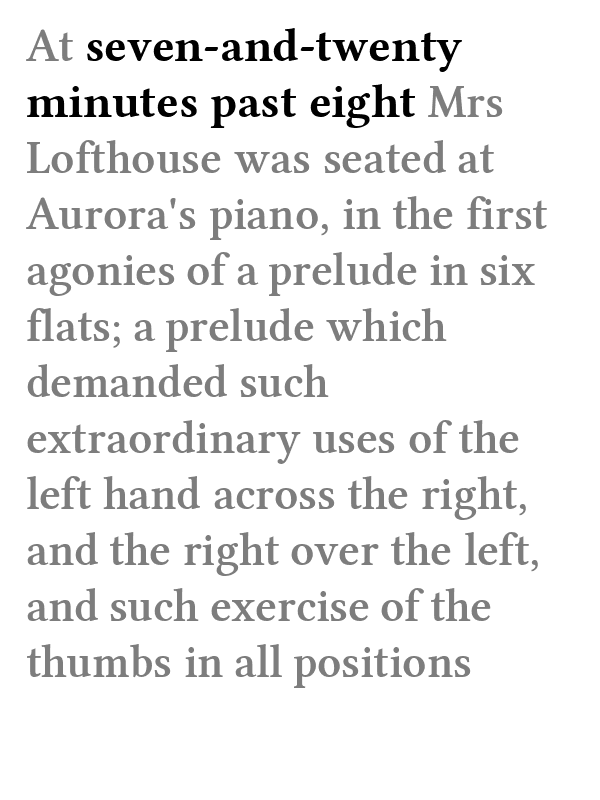 At seven-and-twenty
minutes past eight Mrs
Lofthouse was seated at
Aurora's piano, in the first
agonies of a prelude in six
flats; a prelude which
demanded such
extraordinary uses of the
left hand across the right,
and the right over the left,
and such exercise of the
thumbs in all positions